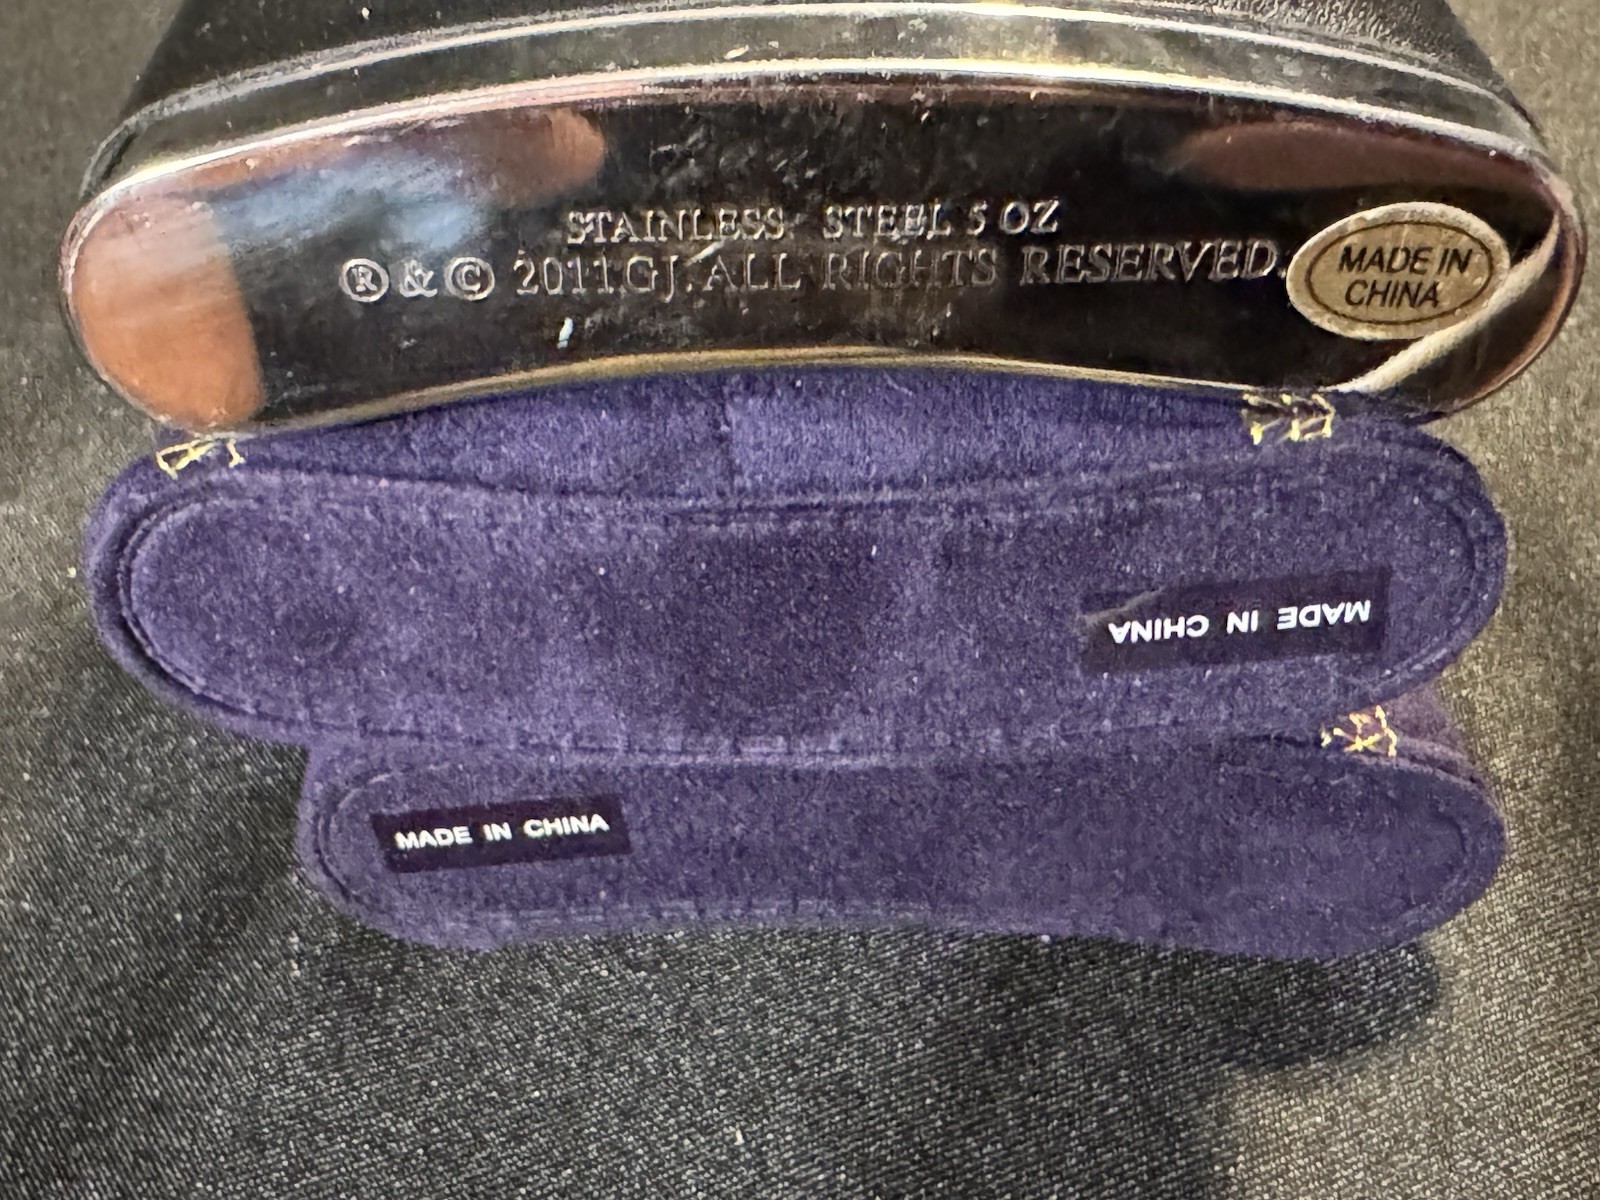 STAINLESS STEEL 5 OZ
® & © 2011 GJ. ALL RIGHTS RESERVED.
MADE IN
CHINA
MADE IN CHINA
MADE IN CHINA